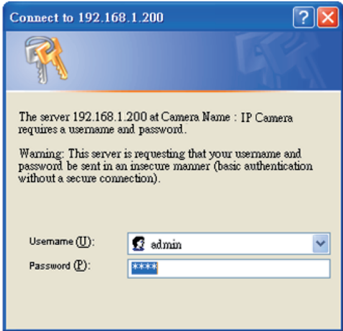 Connect to 192.168.1.200
The server 192.168.1.200 at Camera Name : IP Camera
requires a username and password.
Warning: This server is requesting that your username and
password be sent in an insecure manner (basic authentication
without a secure connection).
Username (U):
admin
Password (P):
****